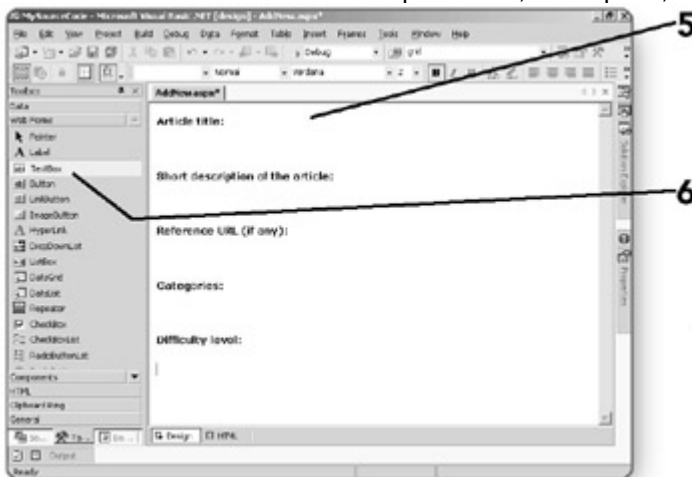 MySourceCode - Microsoft Visual Basic .NET [design] - AddNew.aspx*
File Edit View Project Build Debug Data Format Table Insert Frames Tools Window Help
Debug
Normal Verdana 2 B
5
Toolbox
AddNew.aspx*
Data
Web Forms
Pointer
Label
TextBox
Button
LinkButton
ImageButton
HyperLink
DropDownList
ListBox
DataGrid
DataList
Repeater
CheckBox
CheckBoxList
RadioButtonList
Components
HTML
Clipboard Ring
General
Article title:
Short description of the article:
Reference URL (if any):
Categories:
Difficulty level:
6
Solution Explorer
Properties
Design HTML
Output
Ready